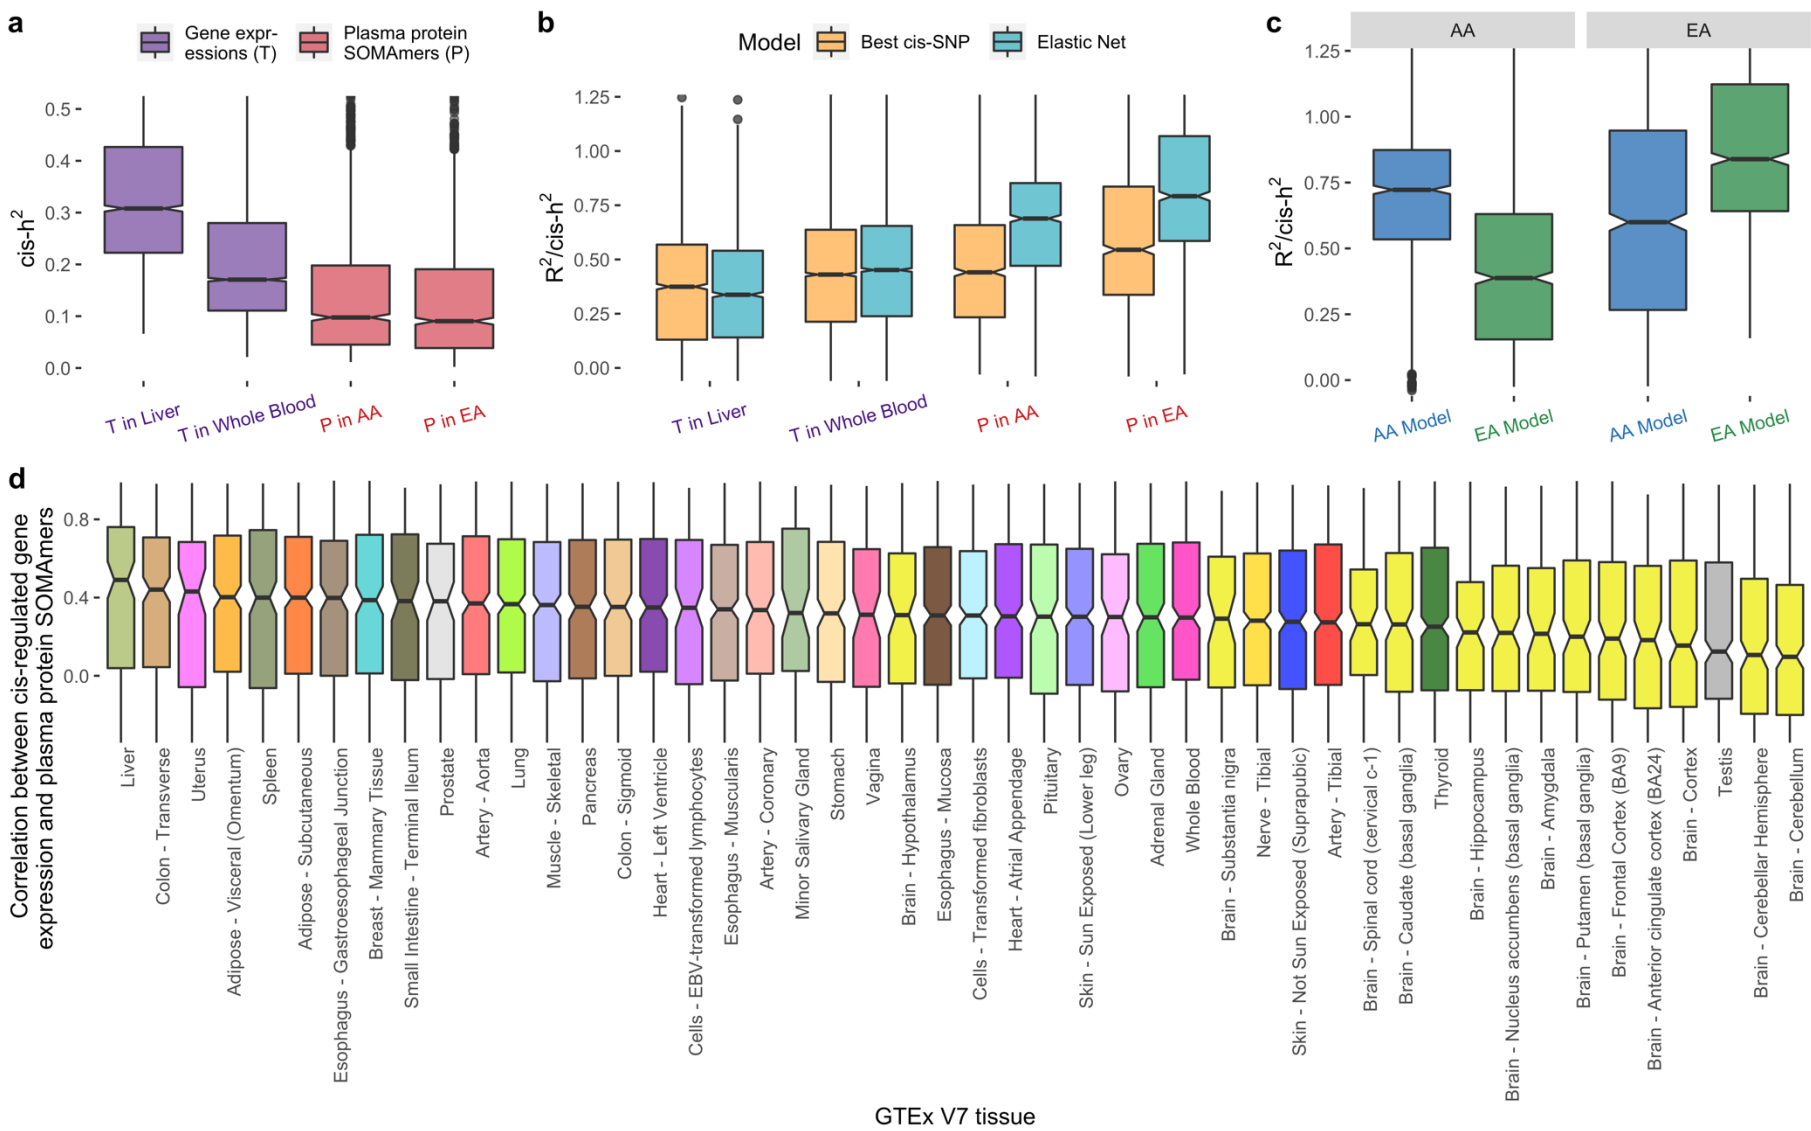 a
Gene expr-
essions (T)
Plasma protein
SOMAmers (P)
cis-h2
0.5
0.4
0.3
0.2
0.1
0.0
T in Liver
T in Whole Blood
P in AA
P in EA
b
Model
Best cis-SNP
Elastic Net
R2/cis-h2
1.25
1.00
0.75
0.50
0.25
0.00
T in Liver
T in Whole Blood
P in AA
P in EA
c
AA
EA
R2/cis-h2
1.25
1.00
0.75
0.50
0.25
0.00
AA Model
EA Model
AA Model
EA Model
d
Correlation between cis-regulated gene
expression and plasma protein SOMAmers
0.8
0.4
0.0
Liver
Colon - Transverse
Uterus
Adipose - Visceral (Omentum)
Spleen
Adipose - Subcutaneous
Esophagus - Gastroesophageal Junction
Breast - Mammary Tissue
Small Intestine - Terminal Ileum
Prostate
Artery - Aorta
Lung
Muscle - Skeletal
Pancreas
Colon - Sigmoid
Heart - Left Ventricle
Cells - EBV-transformed lymphocytes
Esophagus - Muscularis
Artery - Coronary
Minor Salivary Gland
Stomach
Vagina
Brain - Hypothalamus
Esophagus - Mucosa
Cells - Transformed fibroblasts
Heart - Atrial Appendage
Pituitary
Skin - Sun Exposed (Lower leg)
Ovary
Adrenal Gland
Whole Blood
Brain - Substantia nigra
Nerve - Tibial
Skin - Not Sun Exposed (Suprapubic)
Artery - Tibial
Brain - Spinal cord (cervical c-1)
Brain - Caudate (basal ganglia)
Thyroid
Brain - Hippocampus
Brain - Nucleus accumbens (basal ganglia)
Brain - Amygdala
Brain - Putamen (basal ganglia)
Brain - Frontal Cortex (BA9)
Brain - Anterior cingulate cortex (BA24)
Brain - Cortex
Testis
Brain - Cerebellar Hemisphere
Brain - Cerebellum
GTEx V7 tissue